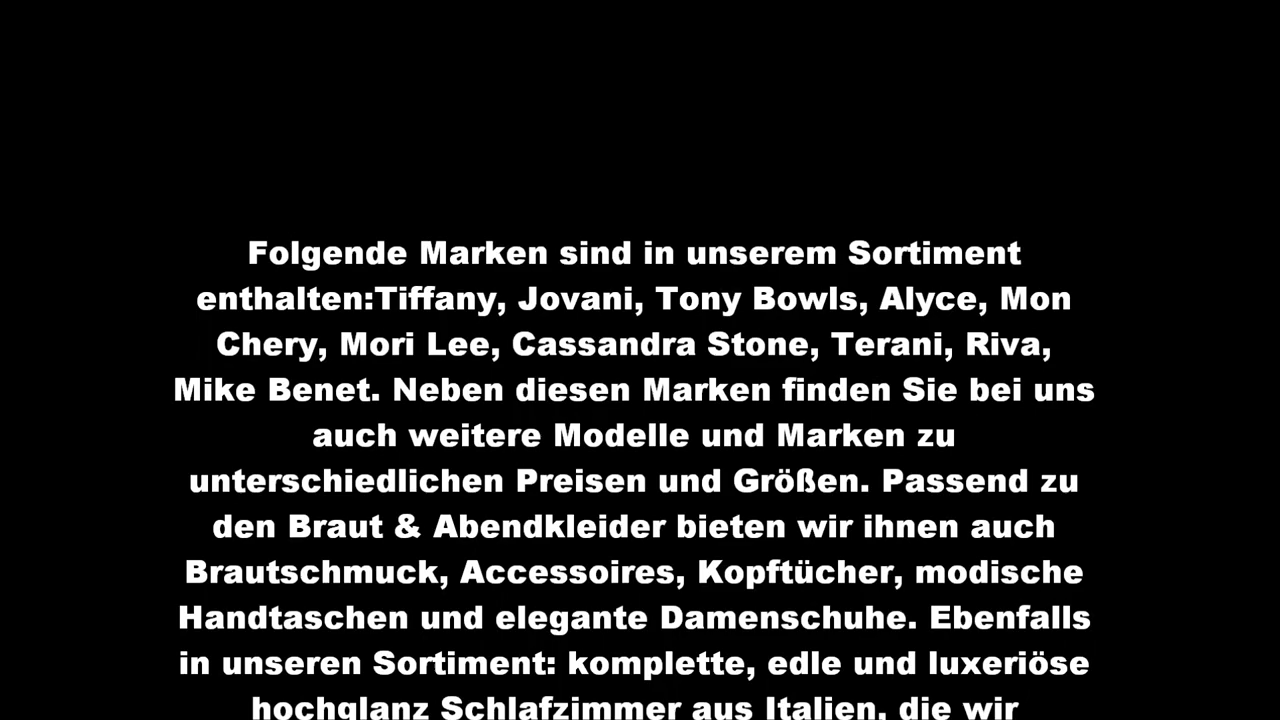 Folgende Marken sind in unserem Sortiment
enthalten:Tiffany, Jovani, Tony Bowls, Alyce, Mon
Chery, Mori Lee, Cassandra Stone, Terani, Riva,
Mike Benet. Neben diesen Marken finden Sie bei uns
auch weitere Modelle und Marken zu
unterschiedlichen Preisen und Größen. Passend zu
den Braut & Abendkleider bieten wir ihnen auch
Brautschmuck, Accessoires, Kopftücher, modische
Handtaschen und elegante Damenschuhe. Ebenfalls
in unseren Sortiment: komplette, edle und luxeriöse
hochglanz Schlafzimmer aus Italien, die wir